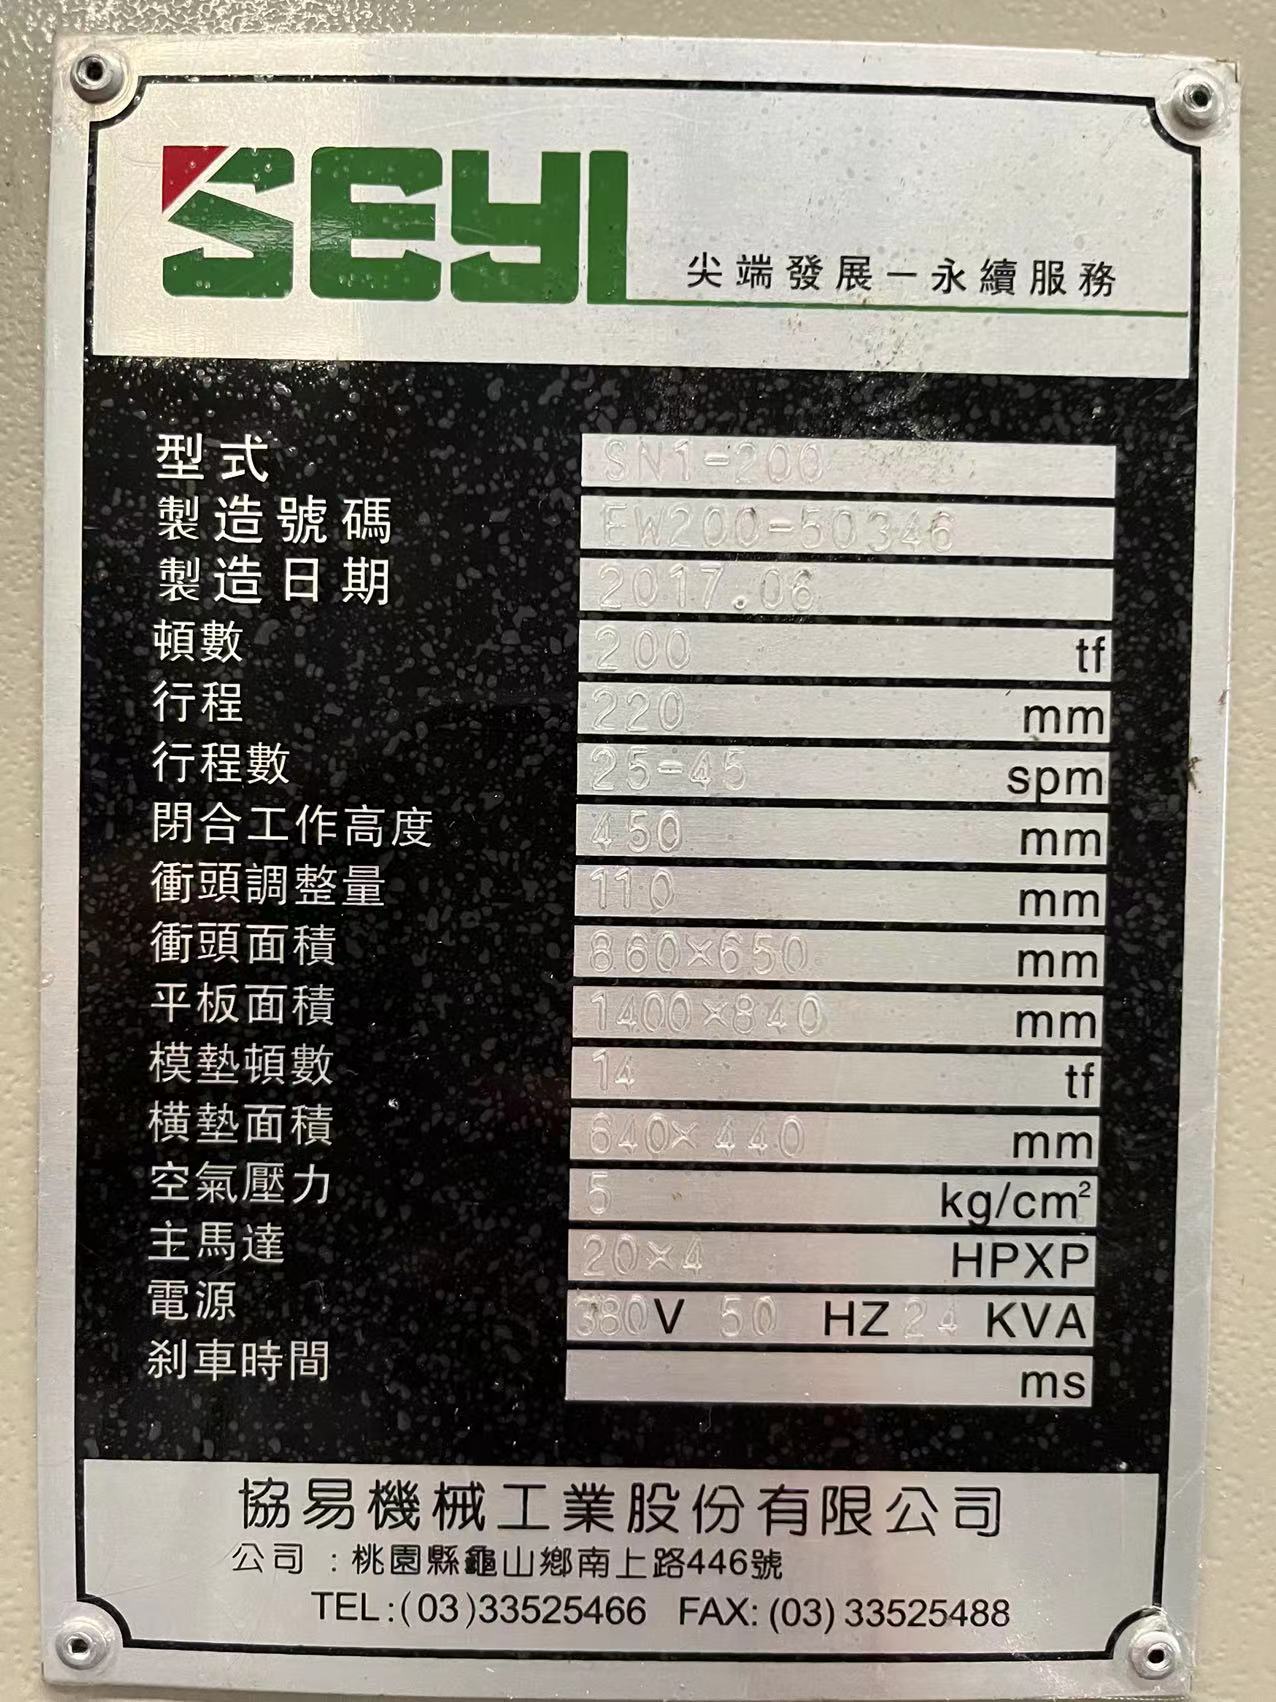 SEYI
尖端發展－永續服務
型式 SN1-200
製造號碼 EW200-50346
製造日期 2017.06
頓數 200 tf
行程 220 mm
行程數 25-45 spm
閉合工作高度 450 mm
衝頭調整量 110 mm
衝頭面積 860×650 mm
平板面積 1400×840 mm
模墊頓數 14 tf
横墊面積 640×440 mm
空氣壓力 5 kg/cm²
主馬達 20×4 HPXP
電源 380V 50 HZ 24 KVA
剎車時間 ms
協易機械工業股份有限公司
公司：桃園縣龜山鄉南上路446號
TEL:(03)33525466 FAX:(03)33525488